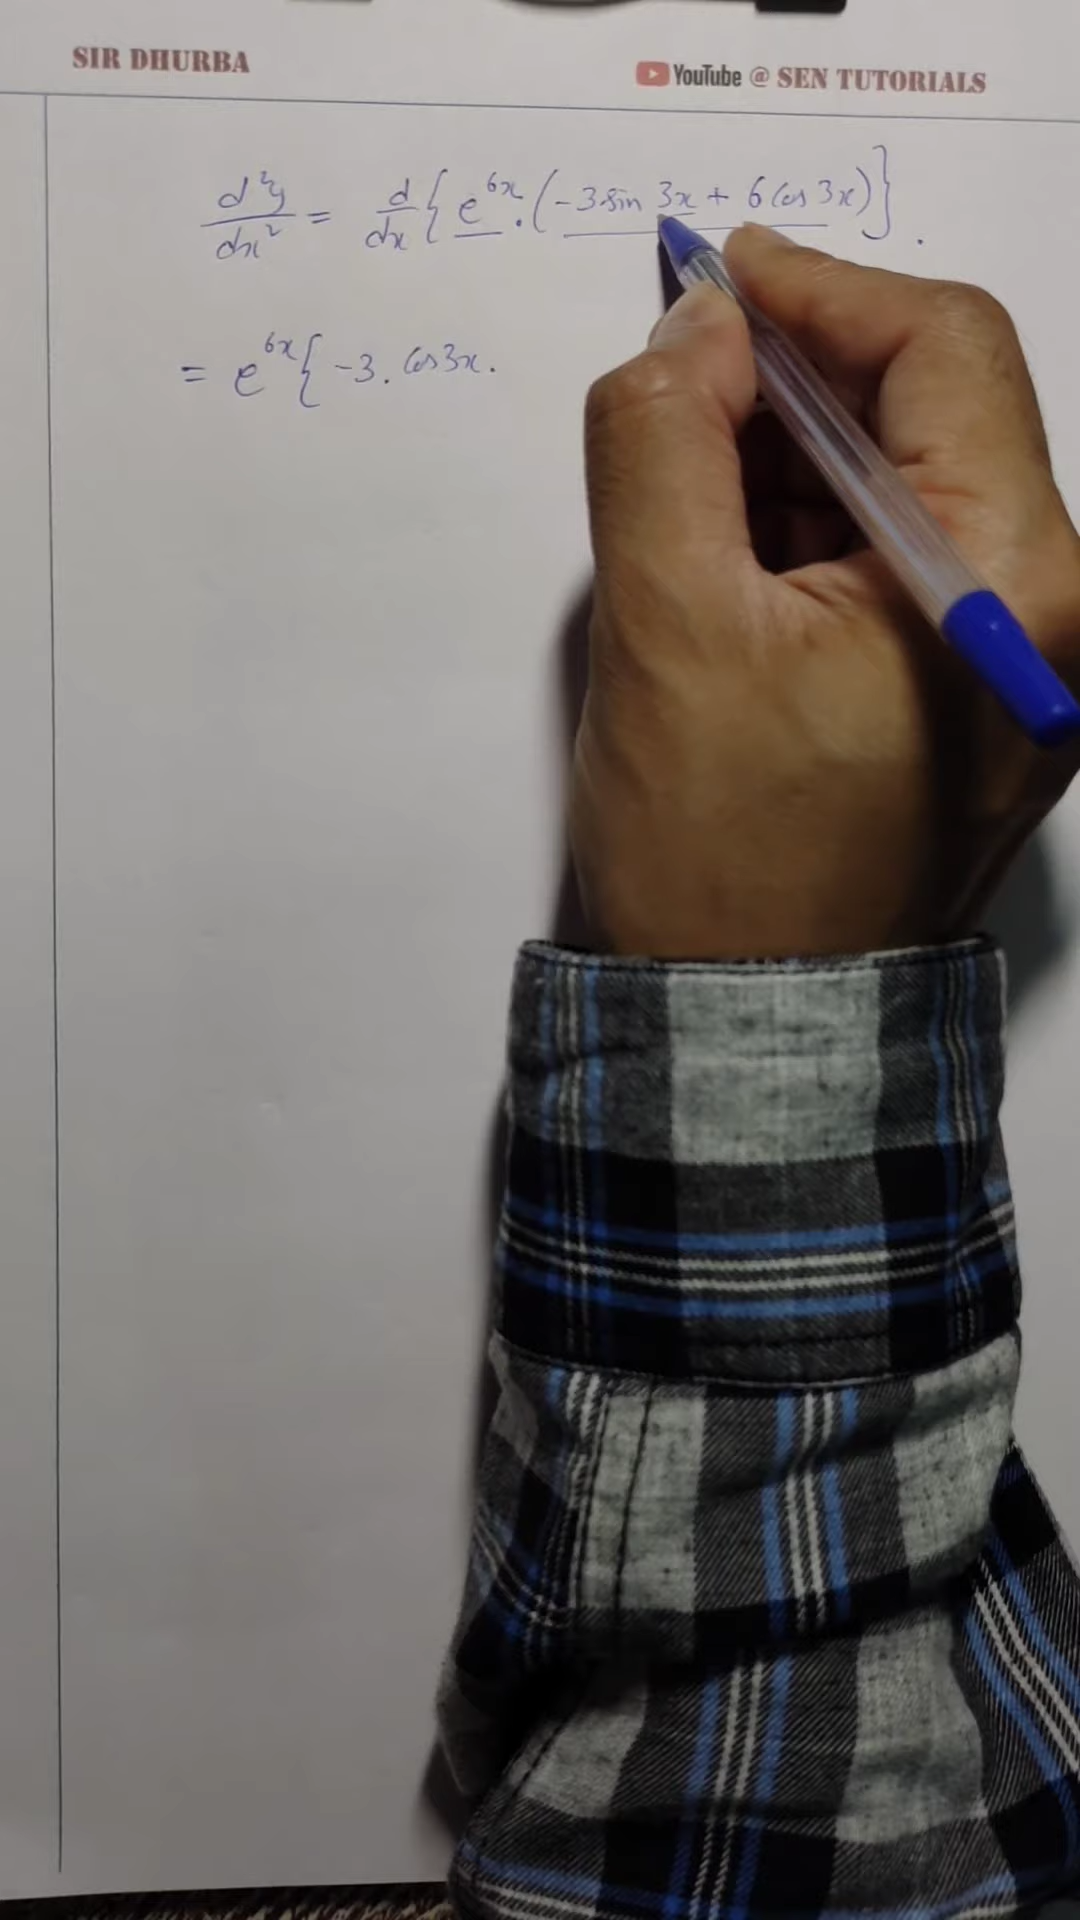 SIR DHURBA
YouTube @ SEN TUTORIALS
d²y/dx² = d/dx {e^6x . (-3 sin 3x + 6 cos 3x)} .
= e^6x { -3 . cos 3x .